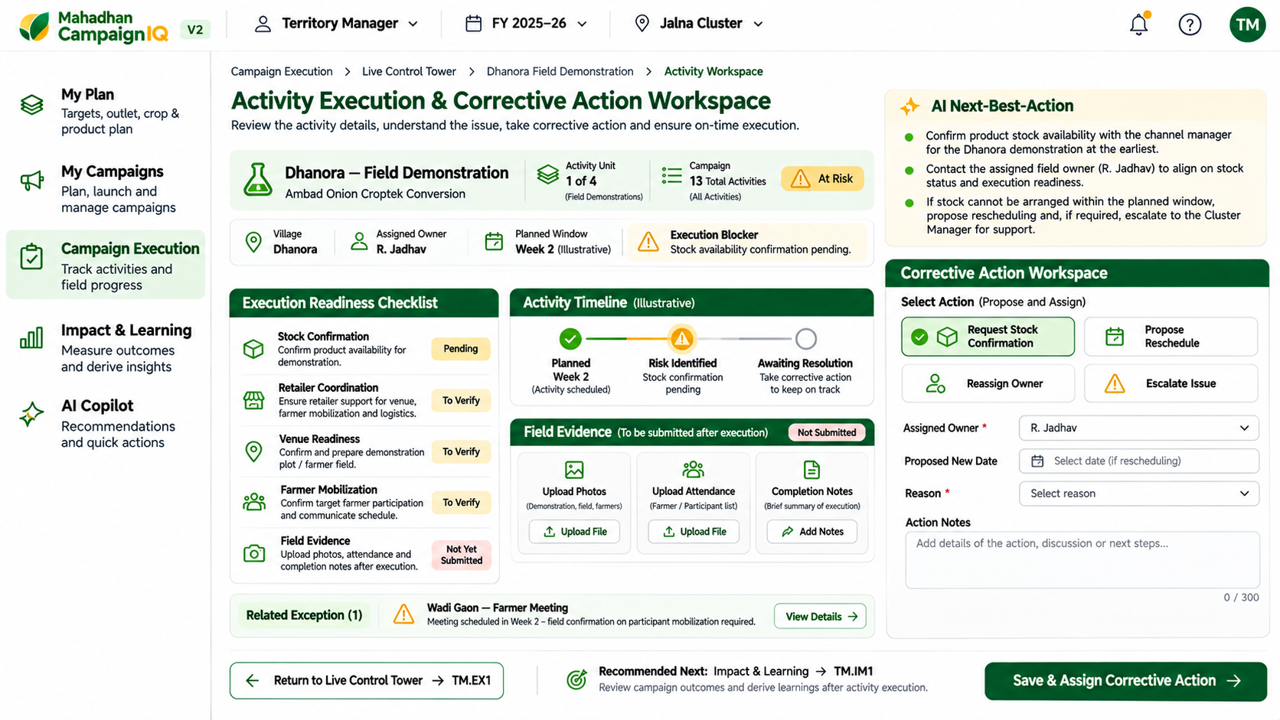 Mahadhan
CampaignIQ V2
Territory Manager
FY 2025–26
Jalna Cluster
TM
My Plan
Targets, outlet, crop &
product plan
My Campaigns
Plan, launch and
manage campaigns
Campaign Execution
Track activities and
field progress
Impact & Learning
Measure outcomes
and derive insights
AI Copilot
Recommendations
and quick actions
Campaign Execution > Live Control Tower > Dhanora Field Demonstration > Activity Workspace
Activity Execution & Corrective Action Workspace
Review the activity details, understand the issue, take corrective action and ensure on-time execution.
Dhanora — Field Demonstration
Ambad Onion Croptek Conversion
Activity Unit
1 of 4
(Field Demonstrations)
Campaign
13 Total Activities
(All Activities)
At Risk
Village
Dhanora
Assigned Owner
R. Jadhav
Planned Window
Week 2 (Illustrative)
Execution Blocker
Stock availability confirmation pending.
Execution Readiness Checklist
Stock Confirmation
Confirm product availability for
demonstration.
Pending
Retailer Coordination
Ensure retailer support for venue,
farmer mobilization and logistics.
To Verify
Venue Readiness
Confirm and prepare demonstration
plot / farmer field.
To Verify
Farmer Mobilization
Confirm target farmer participation
and communicate schedule.
To Verify
Field Evidence
Upload photos, attendance and
completion notes after execution.
Not Yet
Submitted
Activity Timeline (Illustrative)
Planned
Week 2
(Activity scheduled)
Risk Identified
Stock confirmation
pending
Awaiting Resolution
Take corrective action
to keep on track
Field Evidence (To be submitted after execution)
Not Submitted
Upload Photos
(Demonstration, field, farmers)
Upload File
Upload Attendance
(Farmer / Participant list)
Upload File
Completion Notes
(Brief summary of execution)
Add Notes
Related Exception (1)
Wadi Gaon — Farmer Meeting
Meeting scheduled in Week 2 – field confirmation on participant mobilization required.
View Details →
AI Next-Best-Action
Confirm product stock availability with the channel manager
for the Dhanora demonstration at the earliest.
Contact the assigned field owner (R. Jadhav) to align on stock
status and execution readiness.
If stock cannot be arranged within the planned window,
propose rescheduling and, if required, escalate to the Cluster
Manager for support.
Corrective Action Workspace
Select Action (Propose and Assign)
Request Stock
Confirmation
Propose
Reschedule
Reassign Owner
Escalate Issue
Assigned Owner *
R. Jadhav
Proposed New Date
Select date (if rescheduling)
Reason *
Select reason
Action Notes
Add details of the action, discussion or next steps...
0 / 300
← Return to Live Control Tower → TM.EX1
Recommended Next: Impact & Learning → TM.IM1
Review campaign outcomes and derive learnings after activity execution.
Save & Assign Corrective Action →